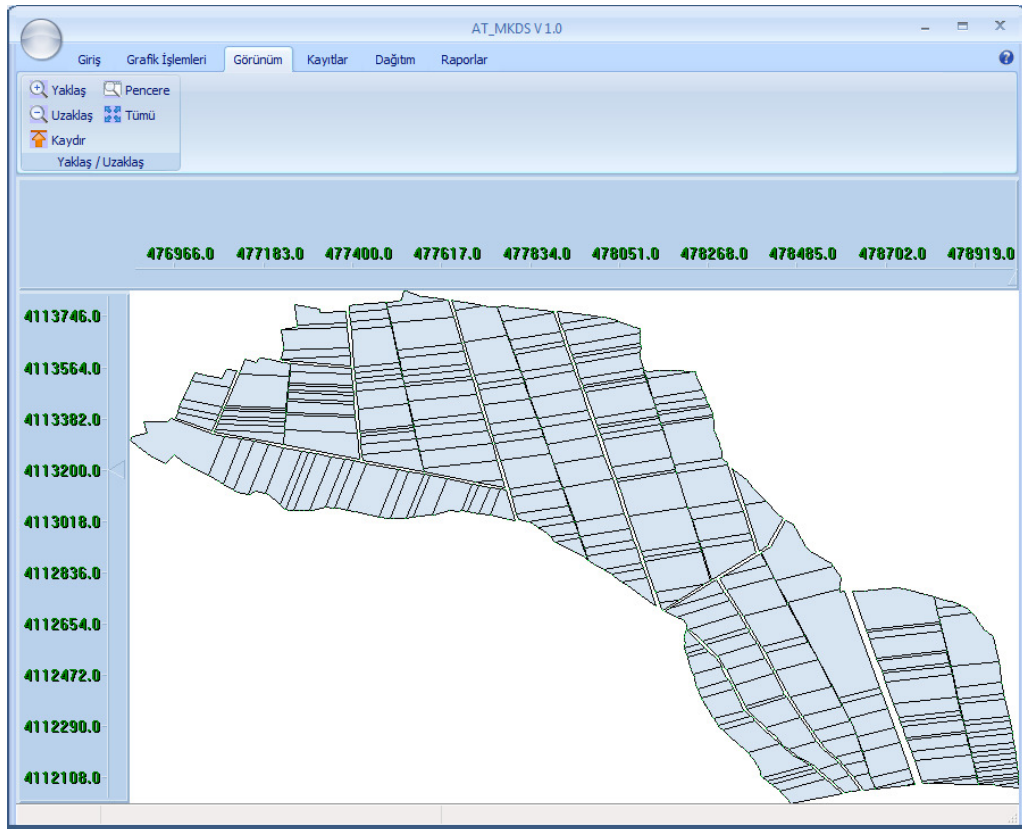 AT_MKDS V 1.0
Giriş Grafik İşlemleri Görünüm Kayıtlar Dağıtım Raporlar
Yaklaş Pencere
Uzaklaş Tümü
Kaydır
Yaklaş / Uzaklaş
476966.0 477183.0 477400.0 477617.0 477834.0 478051.0 478268.0 478485.0 478702.0 478919.0
4113746.0
4113564.0
4113382.0
4113200.0
4113018.0
4112836.0
4112654.0
4112472.0
4112290.0
4112108.0